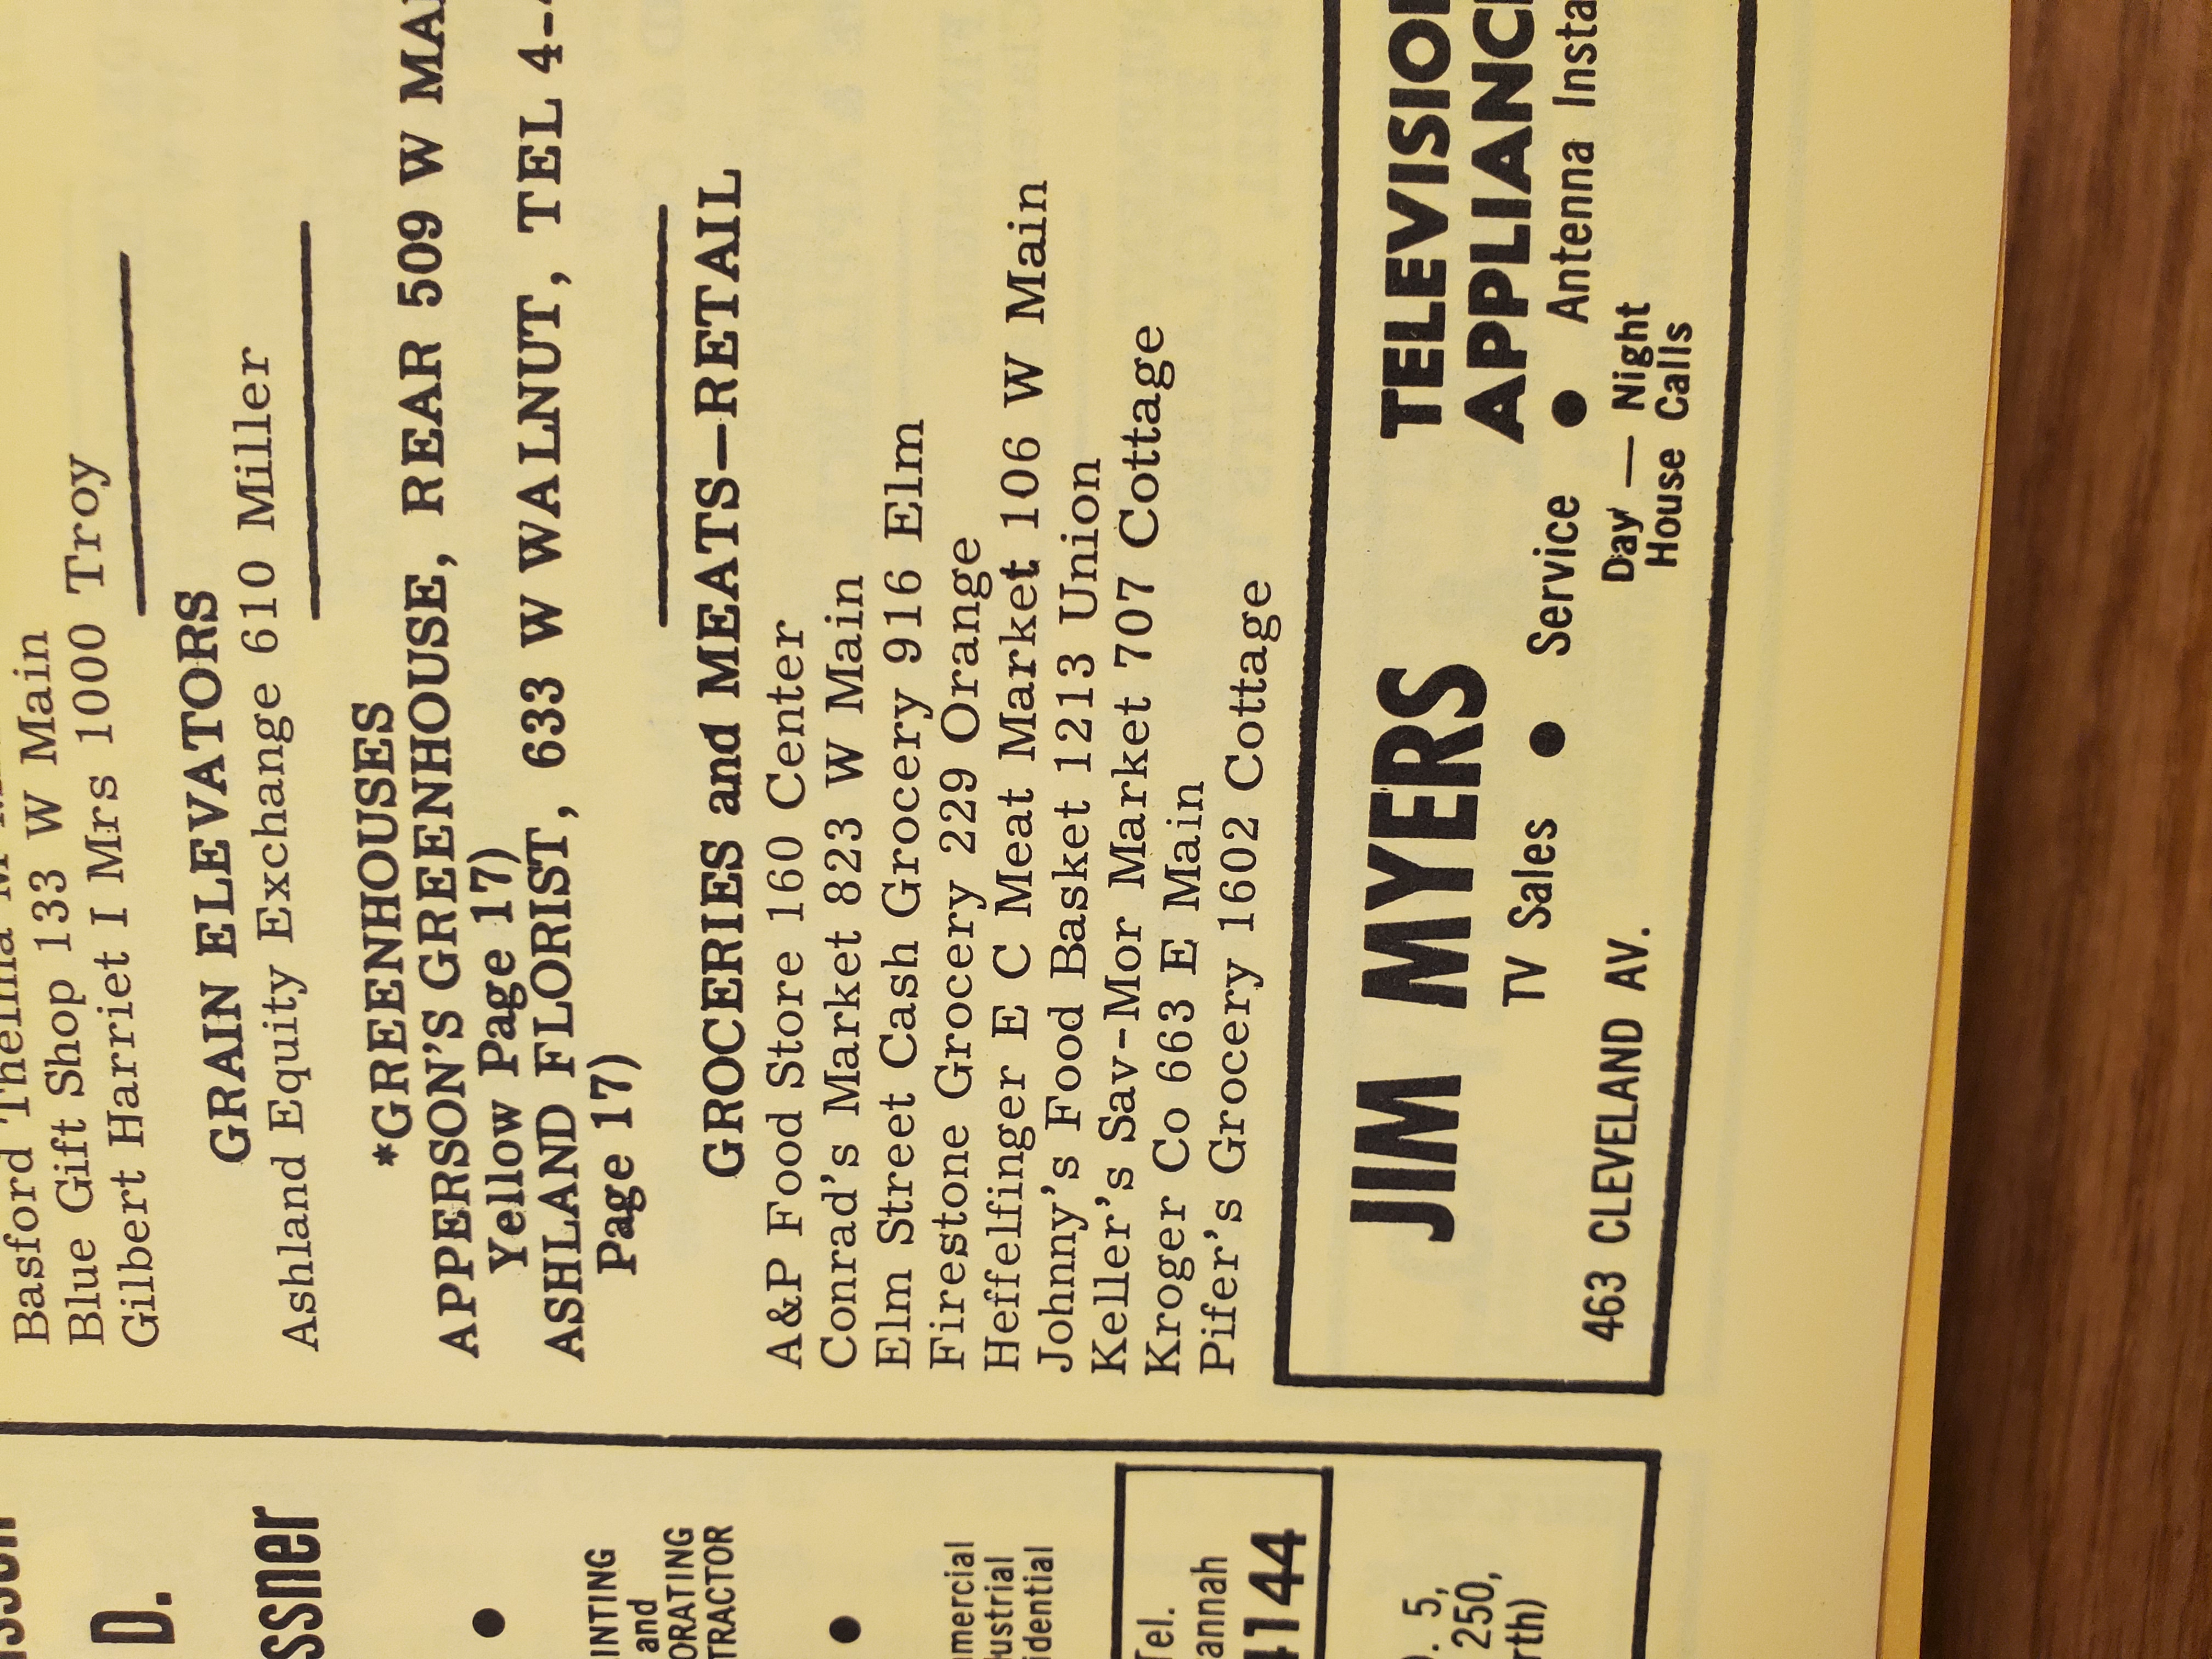 Basford Thelma
Blue Gift Shop 133 W Main
Gilbert Harriet I Mrs 1000 Troy
GRAIN ELEVATORS
Ashland Equity Exchange 610 Miller
*GREENHOUSES
APPERSON'S GREENHOUSE, REAR 509 W
Yellow Page 17)
ASHLAND FLORIST, 633 W WALNUT, TEL 4-
Page 17)
GROCERIES and MEATS—RETAIL
A&P Food Store 160 Center
Conrad's Market 823 W Main
Elm Street Cash Grocery 916 Elm
Firestone Grocery 229 Orange
Heffelfinger E C Meat Market 106 W Main
Johnny's Food Basket 1213 Union
Keller's Sav-Mor Market 707 Cottage
Kroger Co 663 E Main
Pifer's Grocery 1602 Cottage
JIM MYERS
TELEVISION
APPLIANC
TV Sales ● Service ● Antenna Insta
463 CLEVELAND AV.
Day — Night
House Calls
D.
ssner
●
INTING
and
ORATING
TRACTOR
●
mercial
ustrial
idential
Tel.
annah
4144
. 5,
250,
rth)